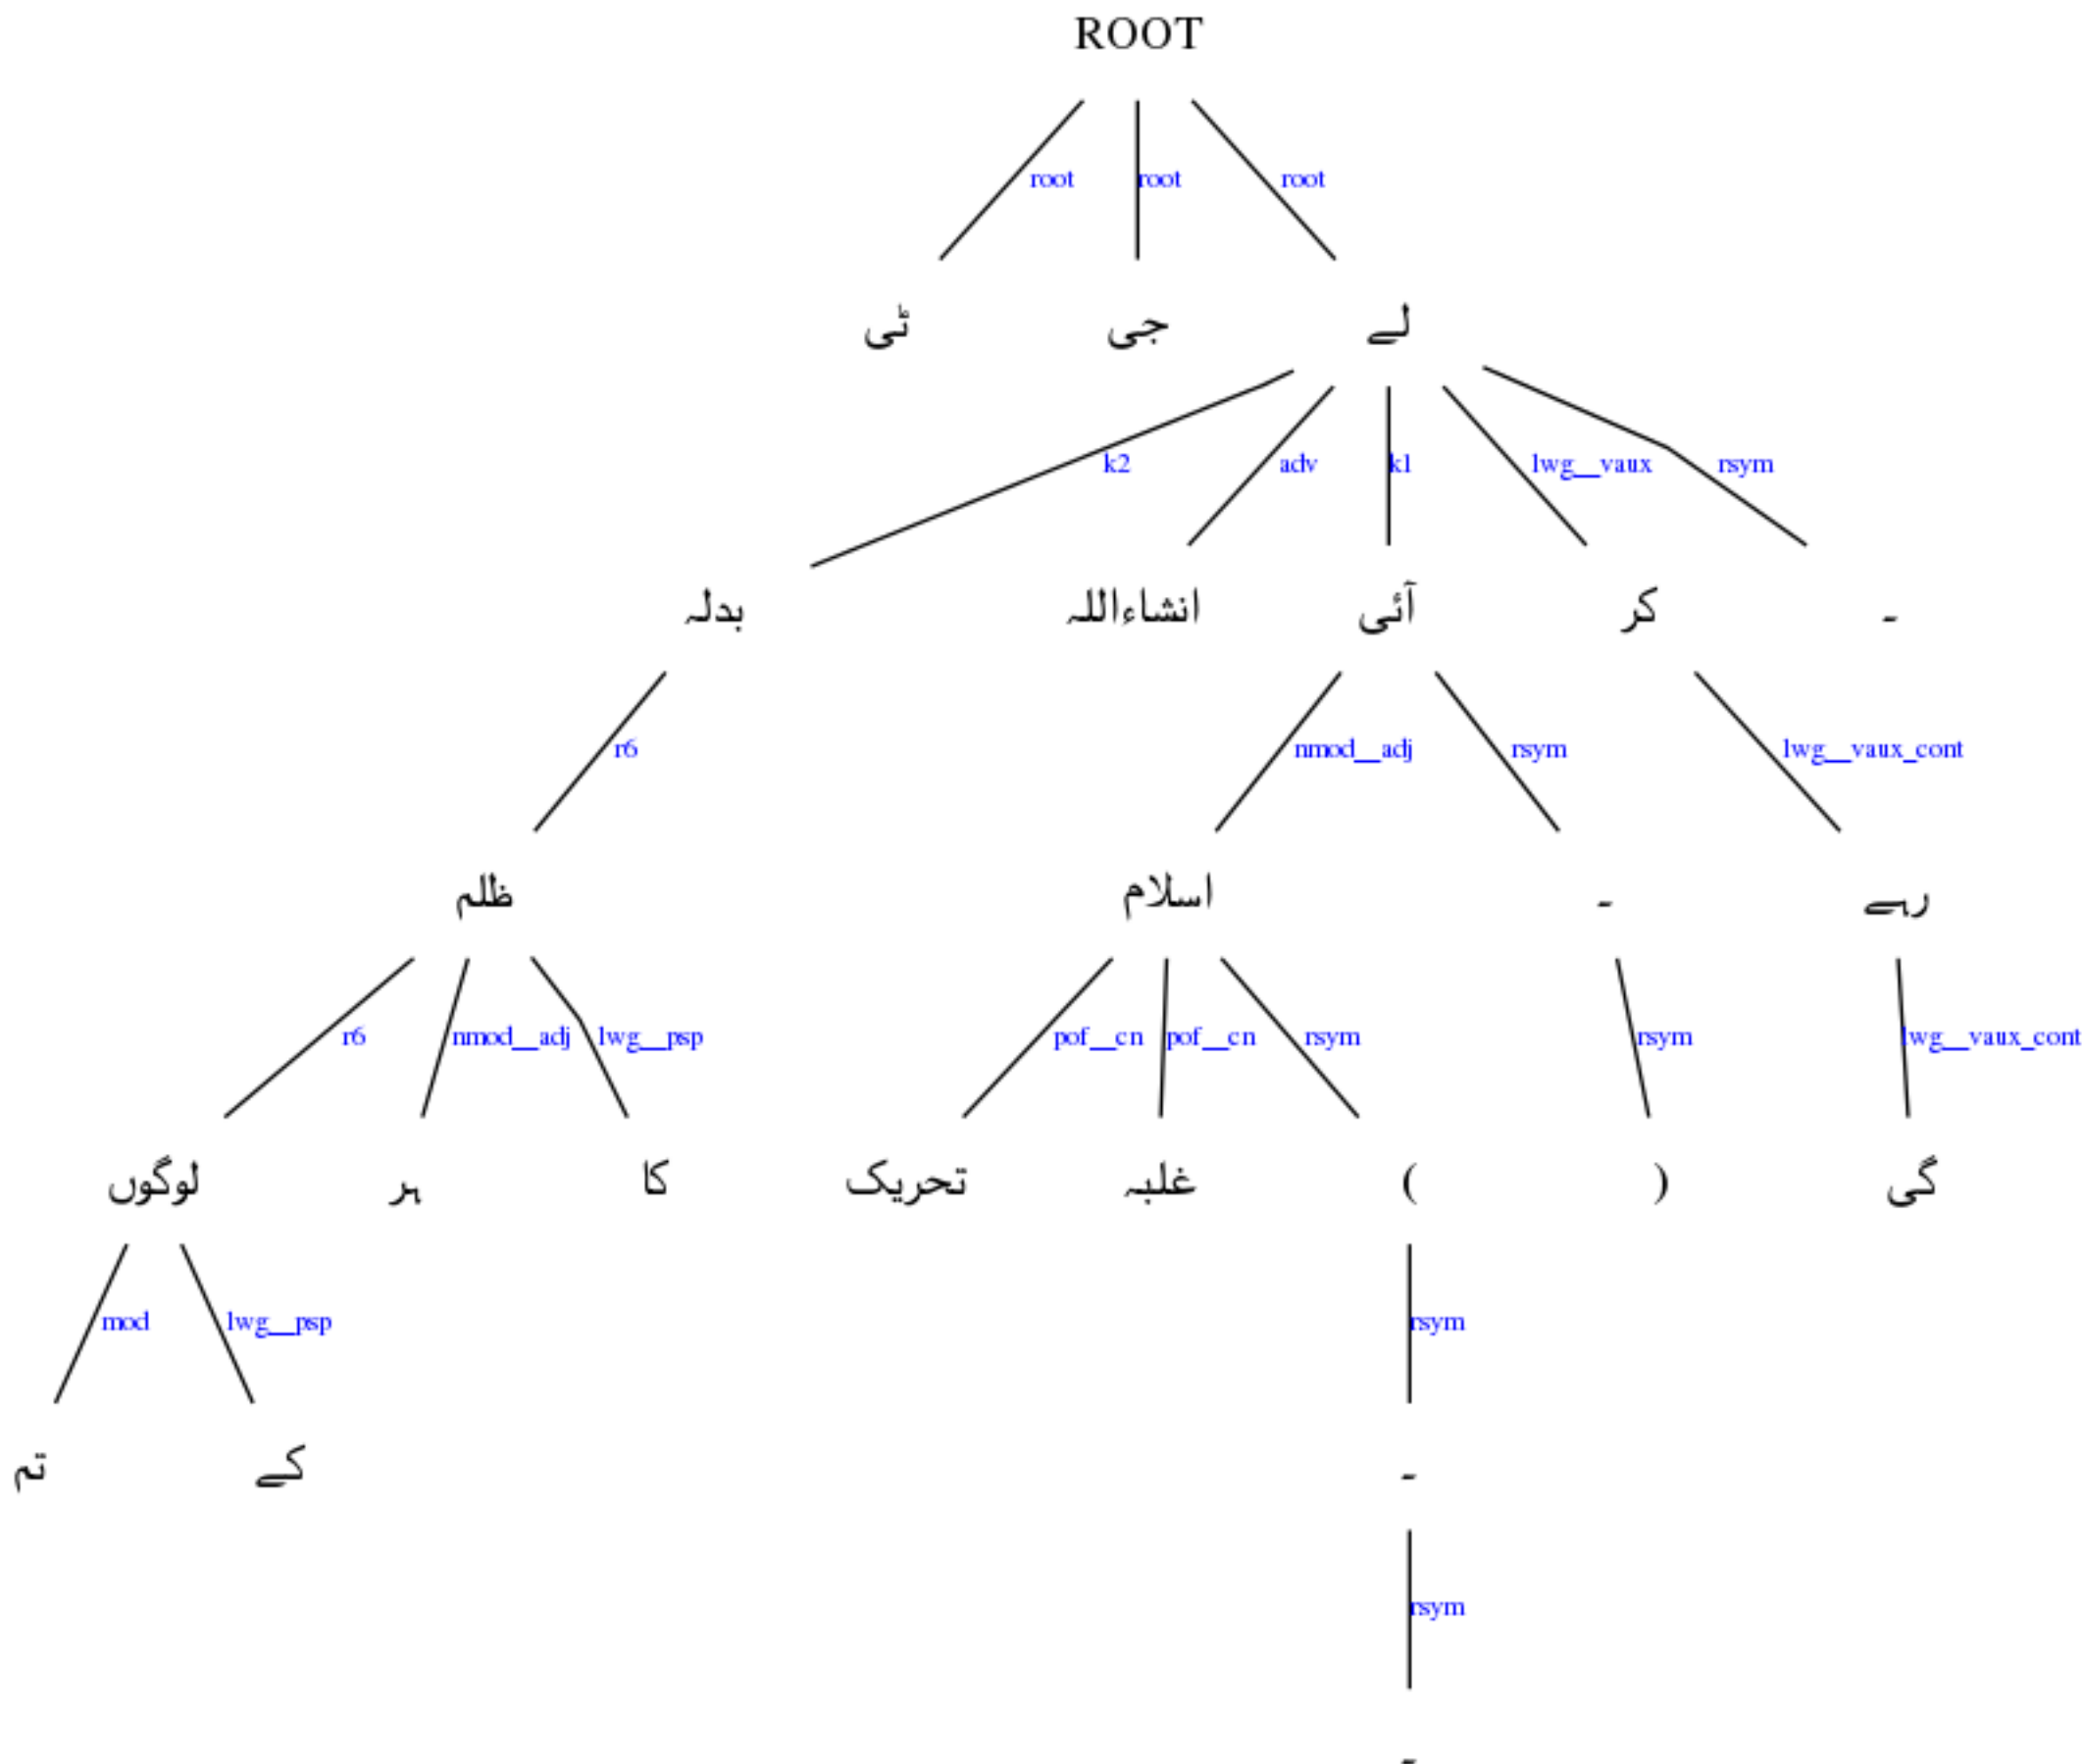 ROOT
root root root
ٹی جی لے
k2 adv k1 lwg__vaux rsym
بدلہ انشاءاللہ آئی کر ۔
r6 nmod__adj rsym lwg__vaux_cont
ظلم اسلام ۔ رہے
r6 nmod__adj lwg__psp pof__cn pof__cn rsym rsym lwg__vaux_cont
لوگوں ہر کا تحریک غلبہ ( ) گی
mod lwg__psp rsym
تم کے ۔
rsym
۔